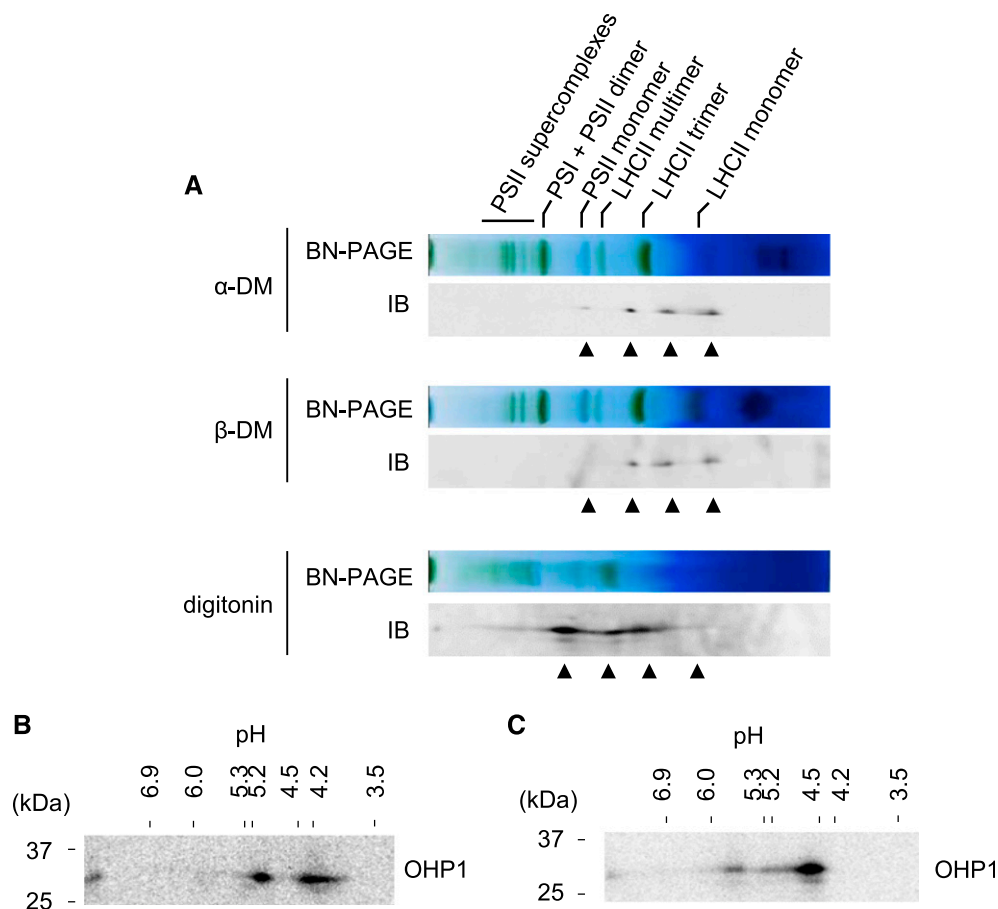 PSII supercomplexes
PSI + PSII dimer
PSII monomer
LHCII multimer
LHCII trimer
LHCII monomer
A
α-DM
BN-PAGE
IB
β-DM
BN-PAGE
IB
digitonin
BN-PAGE
IB
B
pH
6.9 6.0 5.3 5.2 4.5 4.2 3.5
(kDa)
37
25
OHP1
C
pH
6.9 6.0 5.3 5.2 4.5 4.2 3.5
(kDa)
37
25
OHP1